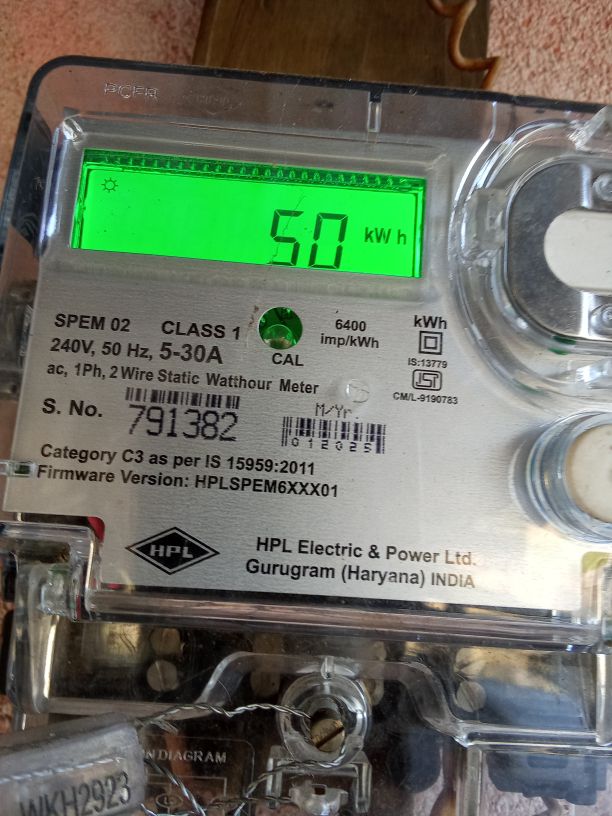 50 kWh
SPEM 02 CLASS 1
240V, 50 Hz, 5-30A
ac, 1Ph, 2 Wire Static Watthour Meter
CAL
6400
imp/kWh
kWh
IS:13779
CM/L-9190783
S. No. 791382
M/Yr.
012025
Category C3 as per IS 15959:2011
Firmware Version: HPLSPEM6XXX01
HPL
HPL Electric & Power Ltd.
Gurugram (Haryana) INDIA
DIAGRAM
WKH2923